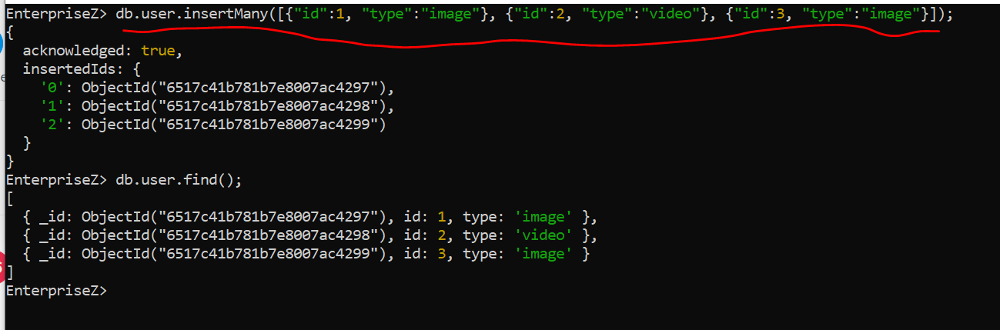 EnterpriseZ> db.user.insertMany([{"id":1, "type":"image"}, {"id":2, "type":"video"}, {"id":3, "type":"image"}]);
{
  acknowledged: true,
  insertedIds: {
    '0': ObjectId("6517c41b781b7e8007ac4297"),
    '1': ObjectId("6517c41b781b7e8007ac4298"),
    '2': ObjectId("6517c41b781b7e8007ac4299")
  }
}
EnterpriseZ> db.user.find();
[
  { _id: ObjectId("6517c41b781b7e8007ac4297"), id: 1, type: 'image' },
  { _id: ObjectId("6517c41b781b7e8007ac4298"), id: 2, type: 'video' },
  { _id: ObjectId("6517c41b781b7e8007ac4299"), id: 3, type: 'image' }
]
EnterpriseZ>